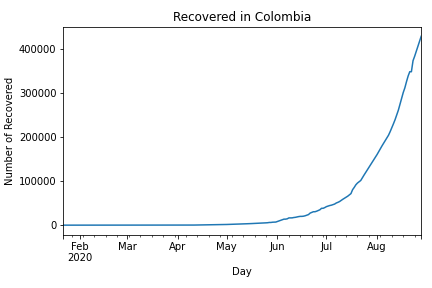 Recovered in Colombia
Number of Recovered
400000
300000
200000
100000
0
Feb Mar Apr May Jun Jul Aug
2020
Day